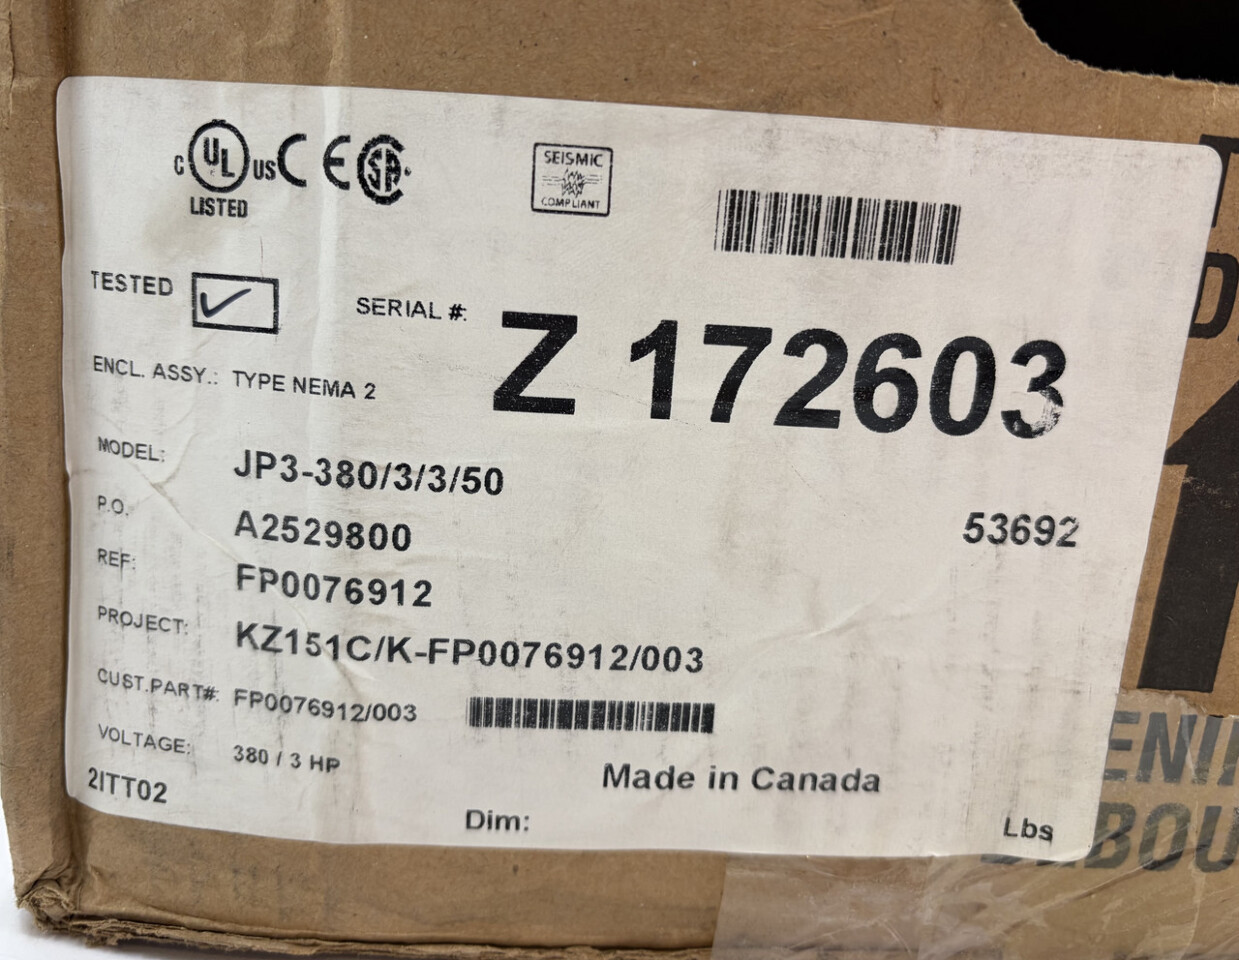 C UL US CE SA
LISTED
SEISMIC
COMPLIANT
TESTED
SERIAL #: Z 172603
ENCL. ASSY.: TYPE NEMA 2
MODEL: JP3-380/3/3/50
P.O. A2529800
53692
REF: FP0076912
PROJECT: KZ151C/K-FP0076912/003
CUST.PART#: FP0076912/003
VOLTAGE: 380 / 3 HP
Made in Canada
2ITT02
Dim:
Lbs